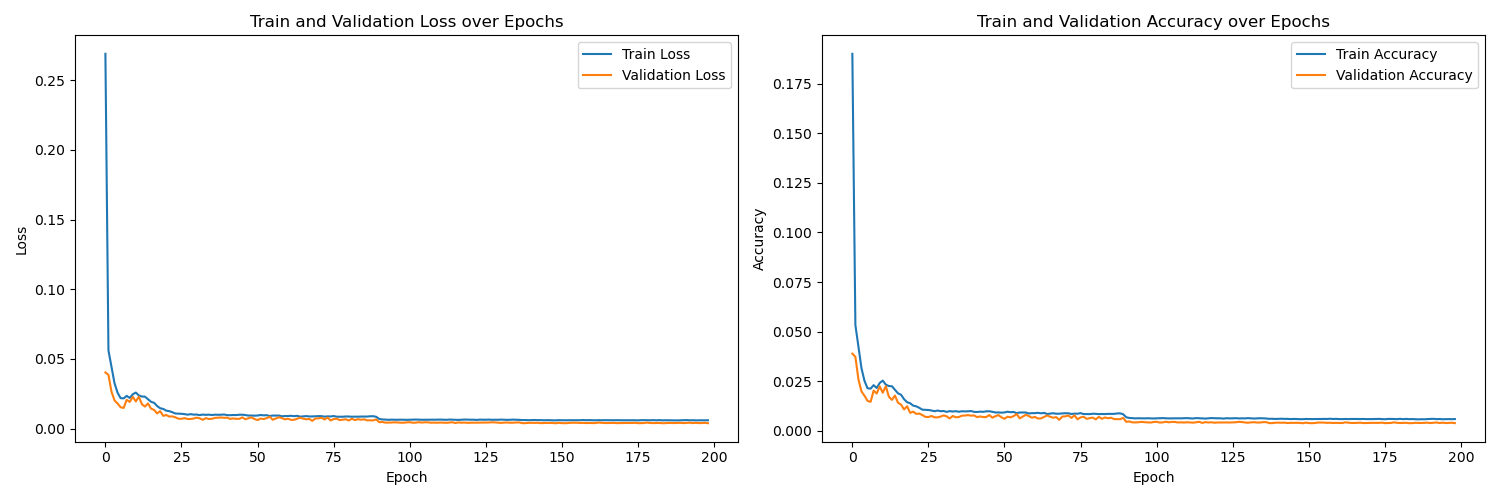 Train and Validation Loss over Epochs
Train Loss
Validation Loss
0.25
0.20
0.15
0.10
0.05
0.00
Loss
0 25 50 75 100 125 150 175 200
Epoch
Train and Validation Accuracy over Epochs
Train Accuracy
Validation Accuracy
0.175
0.150
0.125
0.100
0.075
0.050
0.025
0.000
Accuracy
0 25 50 75 100 125 150 175 200
Epoch